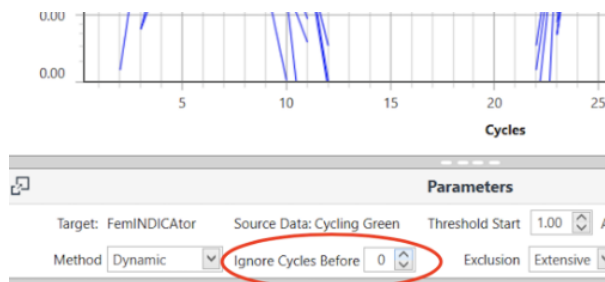 0.00
0.00
5 10 15 20 25
Cycles
Parameters
Target: FemINDICAtor Source Data: Cycling Green Threshold Start 1.00 A
Method Dynamic Ignore Cycles Before 0 Exclusion Extensive